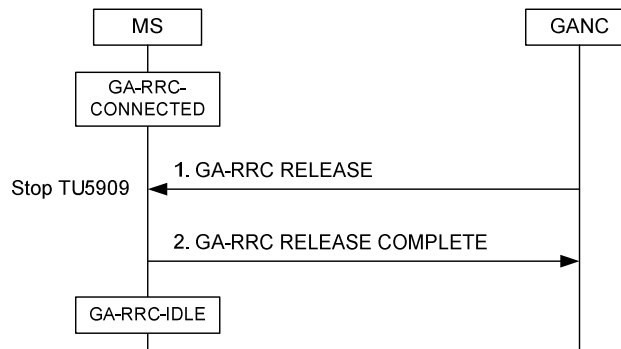 MS
GANC
GA-RRC-
CONNECTED
1. GA-RRC RELEASE
Stop TU5909
2. GA-RRC RELEASE COMPLETE
GA-RRC-IDLE